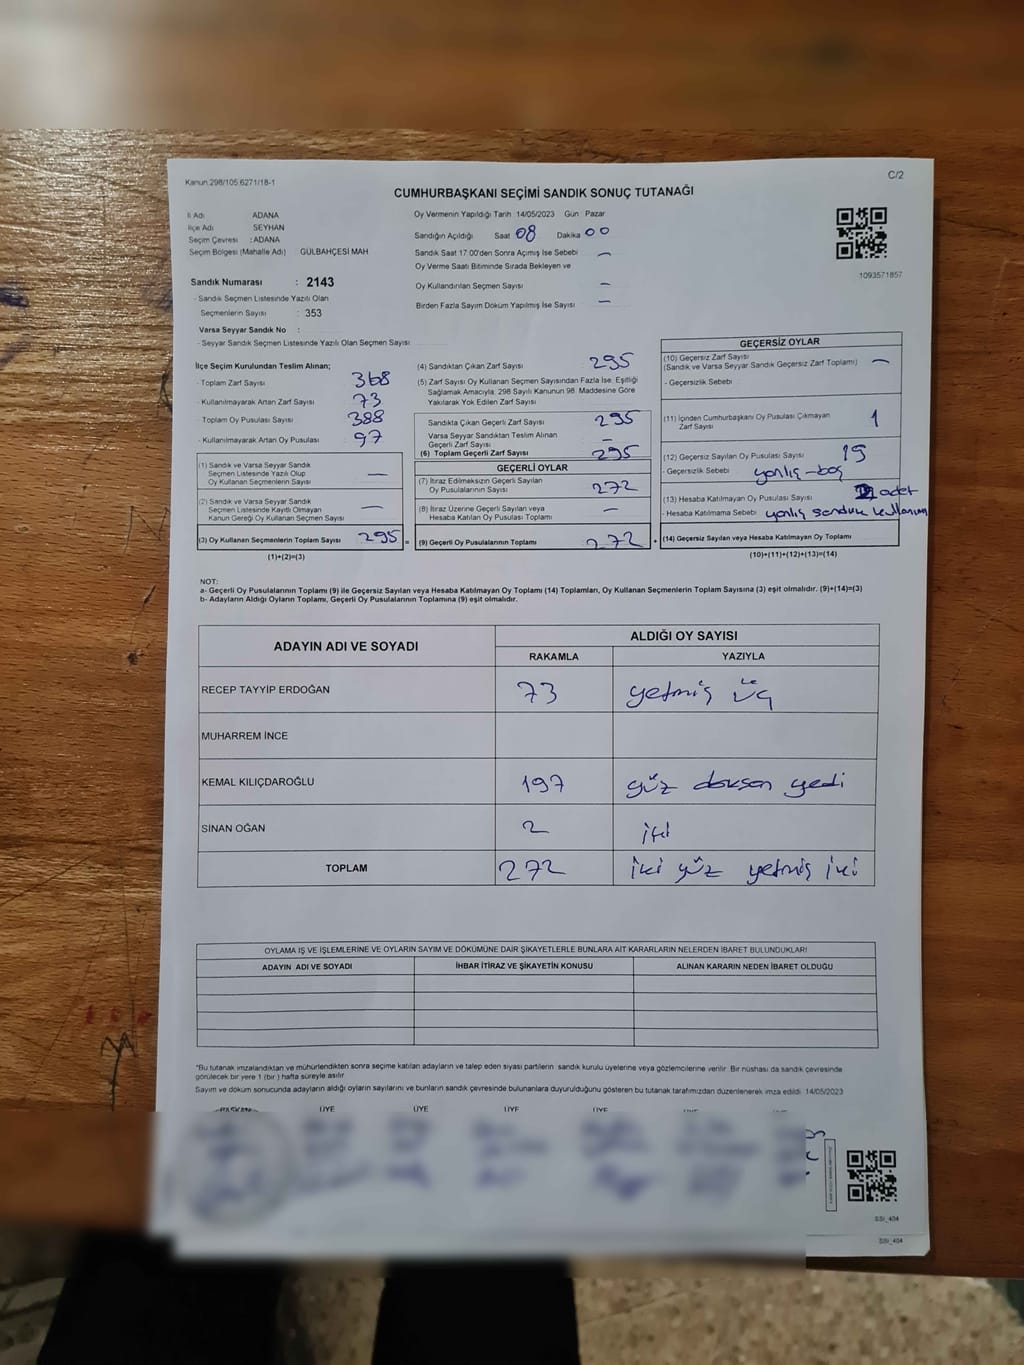 Kanun.298/105.6271/18-1
C/2
CUMHURBAŞKANI SEÇİMİ SANDIK SONUÇ TUTANAĞI
İl Adı ADANA
İlçe Adı SEYHAN
Seçim Çevresi : ADANA
Seçim Bölgesi (Mahalle Adı) GÜLBAHÇESİ MAH
Sandık Numarası : 2143
- Sandık Seçmen Listesinde Yazılı Olan
Seçmenlerin Sayısı : 353
Varsa Seyyar Sandık No :
- Seyyar Sandık Seçmen Listesinde Yazılı Olan Seçmen Sayısı
Oy Vermenin Yapıldığı Tarih 14/05/2023 Gün Pazar
Sandığın Açıldığı Saat 08 Dakika 00
Sandık Saat 17:00'den Sonra Açımış İse Sebebi —
Oy Verme Saati Bitiminde Sırada Bekleyen ve
Oy Kullandırılan Seçmen Sayısı —
Birden Fazla Sayım Döküm Yapılmış İse Sayısı —
1093571857
İlçe Seçim Kurulundan Teslim Alınan;
- Toplam Zarf Sayısı 368
- Kullanılmayarak Artan Zarf Sayısı 73
- Toplam Oy Pusulası Sayısı 388
- Kullanılmayarak Artan Oy Pusulası 97
(1) Sandık ve Varsa Seyyar Sandık
Seçmen Listesinde Yazılı Olup
Oy Kullanan Seçmenlerin Sayısı —
(2) Sandık ve Varsa Seyyar Sandık
Seçmen Listesinde Kayıtlı Olmayan
Kanun Gereği Oy Kullanan Seçmen Sayısı —
(3) Oy Kullanan Seçmenlerin Toplam Sayısı 295 =
(1)+(2)=(3)
(4) Sandıktan Çıkan Zarf Sayısı 295
(5) Zarf Sayısı Oy Kullanan Seçmen Sayısından Fazla İse, Eşitliği
Sağlamak Amacıyla; 298 Sayılı Kanunun 98. Maddesine Göre
Yakılarak Yok Edilen Zarf Sayısı
Sandıkta Çıkan Geçerli Zarf Sayısı 295
Varsa Seyyar Sandıktan Teslim Alınan
Geçerli Zarf Sayısı —
(6) Toplam Geçerli Zarf Sayısı 295
GEÇERLİ OYLAR
(7) İtiraz Edilmeksizin Geçerli Sayılan
Oy Pusulalarının Sayısı 272
(8) İtiraz Üzerine Geçerli Sayılan veya
Hesaba Katılan Oy Pusulası Toplamı —
(9) Geçerli Oy Pusulalarının Toplamı 272 +
GEÇERSİZ OYLAR
(10) Geçersiz Zarf Sayısı
(Sandık ve Varsa Seyyar Sandık Geçersiz Zarf Toplamı) —
- Geçersizlik Sebebi
(11) İçinden Cumhurbaşkanı Oy Pusulası Çıkmayan
Zarf Sayısı 1
(12) Geçersiz Sayılan Oy Pusulası Sayısı 19
- Geçersizlik Sebebi yanlış-boş
(13) Hesaba Katılmayan Oy Pusulası Sayısı adet
- Hesaba Katılmama Sebebi yanlış sandık kullanım
(14) Geçersiz Sayılan veya Hesaba Katılmayan Oy Toplamı
(10)+(11)+(12)+(13)=(14)
NOT:
a- Geçerli Oy Pusulalarının Toplamı (9) ile Geçersiz Sayılan veya Hesaba Katılmayan Oy Toplamı (14) Toplamları, Oy Kullanan Seçmenlerin Toplam Sayısına (3) eşit olmalıdır. (9)+(14)=(3)
b- Adayların Aldığı Oyların Toplamı, Geçerli Oy Pusulalarının Toplamına (9) eşit olmalıdır.
ADAYIN ADI VE SOYADI ALDIĞI OY SAYISI
RAKAMLA YAZIYLA
RECEP TAYYİP ERDOĞAN 73 yetmiş üç
MUHARREM İNCE
KEMAL KILIÇDAROĞLU 197 yüz doksan yedi
SİNAN OĞAN 2 iki
TOPLAM 272 iki yüz yetmiş iki
OYLAMA İŞ VE İŞLEMLERİNE VE OYLARIN SAYIM VE DÖKÜMÜNE DAİR ŞİKAYETLERLE BUNLARA AİT KARARLARIN NELERDEN İBARET BULUNDUKLARI
ADAYIN ADI VE SOYADI İHBAR İTİRAZ VE ŞİKAYETİN KONUSU ALINAN KARARIN NEDEN İBARET OLDUĞU
*Bu tutanak imzalandıktan ve mühürlendikten sonra seçime katılan adayların ve talep eden siyasi partilerin sandık kurulu üyelerine veya gözlemcilerine verilir. Bir nüshası da sandık çevresinde
görülecek bir yere 1 (bir ) hafta süreyle asılır.
Sayım ve döküm sonucunda adayların aldığı oyların sayılarını ve bunların sandık çevresinde bulunanlara duyurulduğunu gösteren bu tutanak tarafımızdan düzenlenerek imza edildi. 14/05/2023
BAŞKAN ÜYE ÜYE ÜYE ÜYE ÜYE ÜYE
SSİ_404
SSİ_404